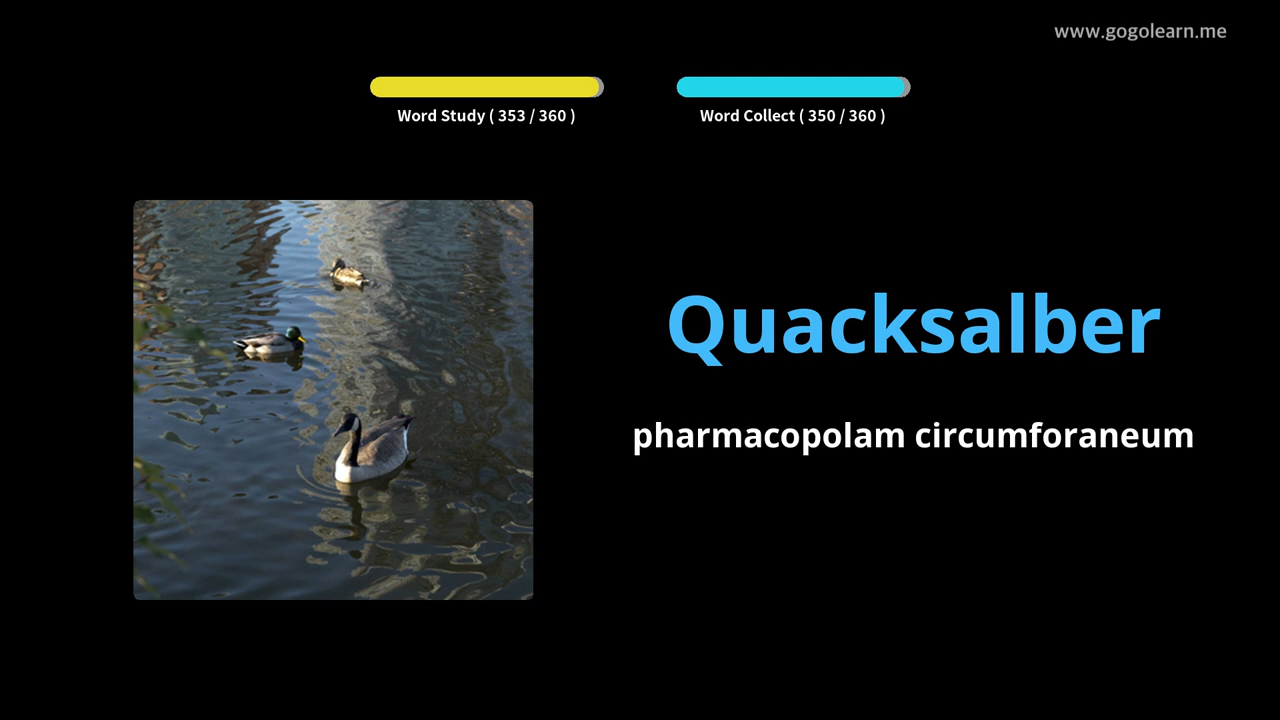 www.gogolearn.me
Word Study ( 353 / 360 )
Word Collect ( 350 / 360 )
Quacksalber
pharmacopolam circumforaneum